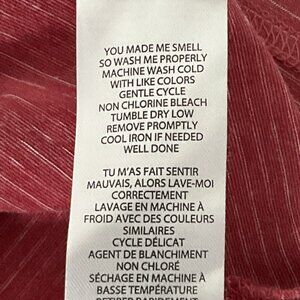 YOU MADE ME SMELL
SO WASH ME PROPERLY
MACHINE WASH COLD
WITH LIKE COLORS
GENTLE CYCLE
NON CHLORINE BLEACH
TUMBLE DRY LOW
REMOVE PROMPTLY
COOL IRON IF NEEDED
WELL DONE
TU M'AS FAIT SENTIR
MAUVAIS, ALORS LAVE-MOI
CORRECTEMENT
LAVAGE EN MACHINE À
FROID AVEC DES COULEURS
SIMILAIRES
CYCLE DÉLICAT
AGENT DE BLANCHIMENT
NON CHLORÉ
SÉCHAGE EN MACHINE À
BASSE TEMPÉRATURE
RETIRER RAPIDEMENT